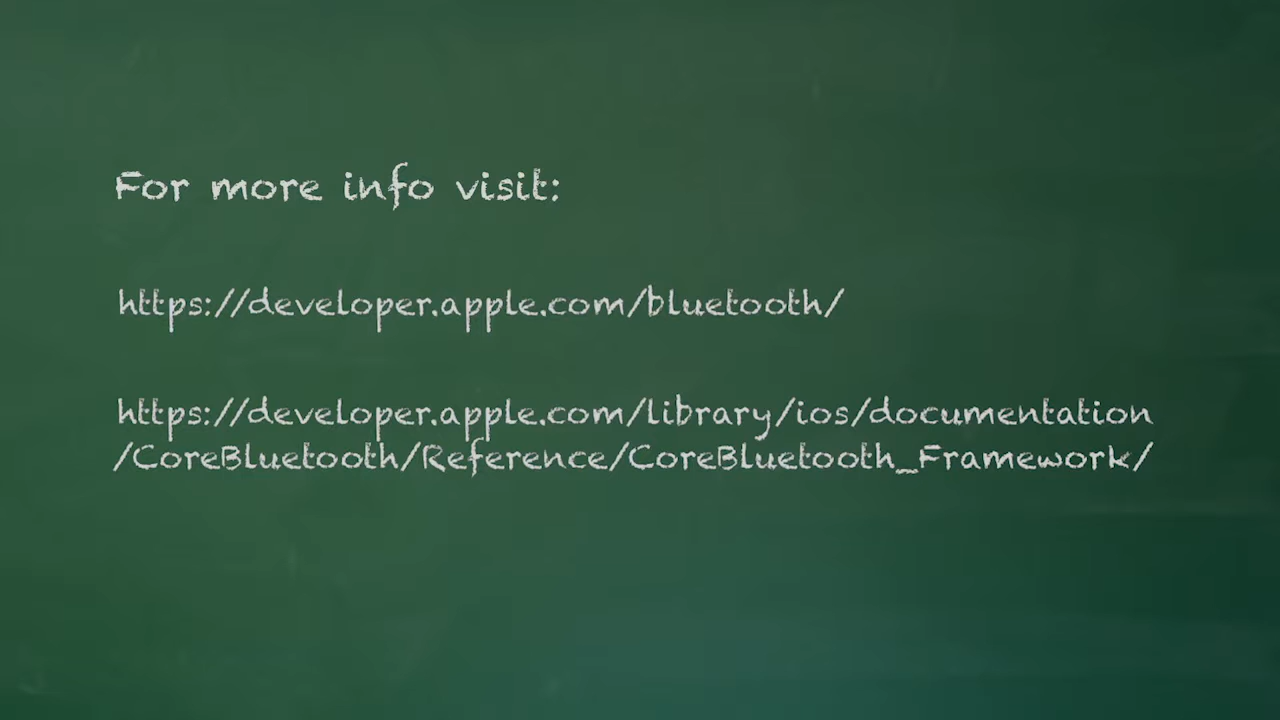 For more info visit:
https://developer.apple.com/bluetooth/
https://developer.apple.com/library/ios/documentation
/CoreBluetooth/Reference/CoreBluetooth_Framework/